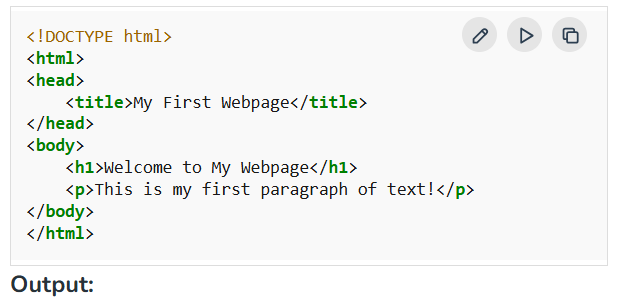 <!DOCTYPE html>
<html>
<head>
    <title>My First Webpage</title>
</head>
<body>
    <h1>Welcome to My Webpage</h1>
    <p>This is my first paragraph of text!</p>
</body>
</html>
Output: